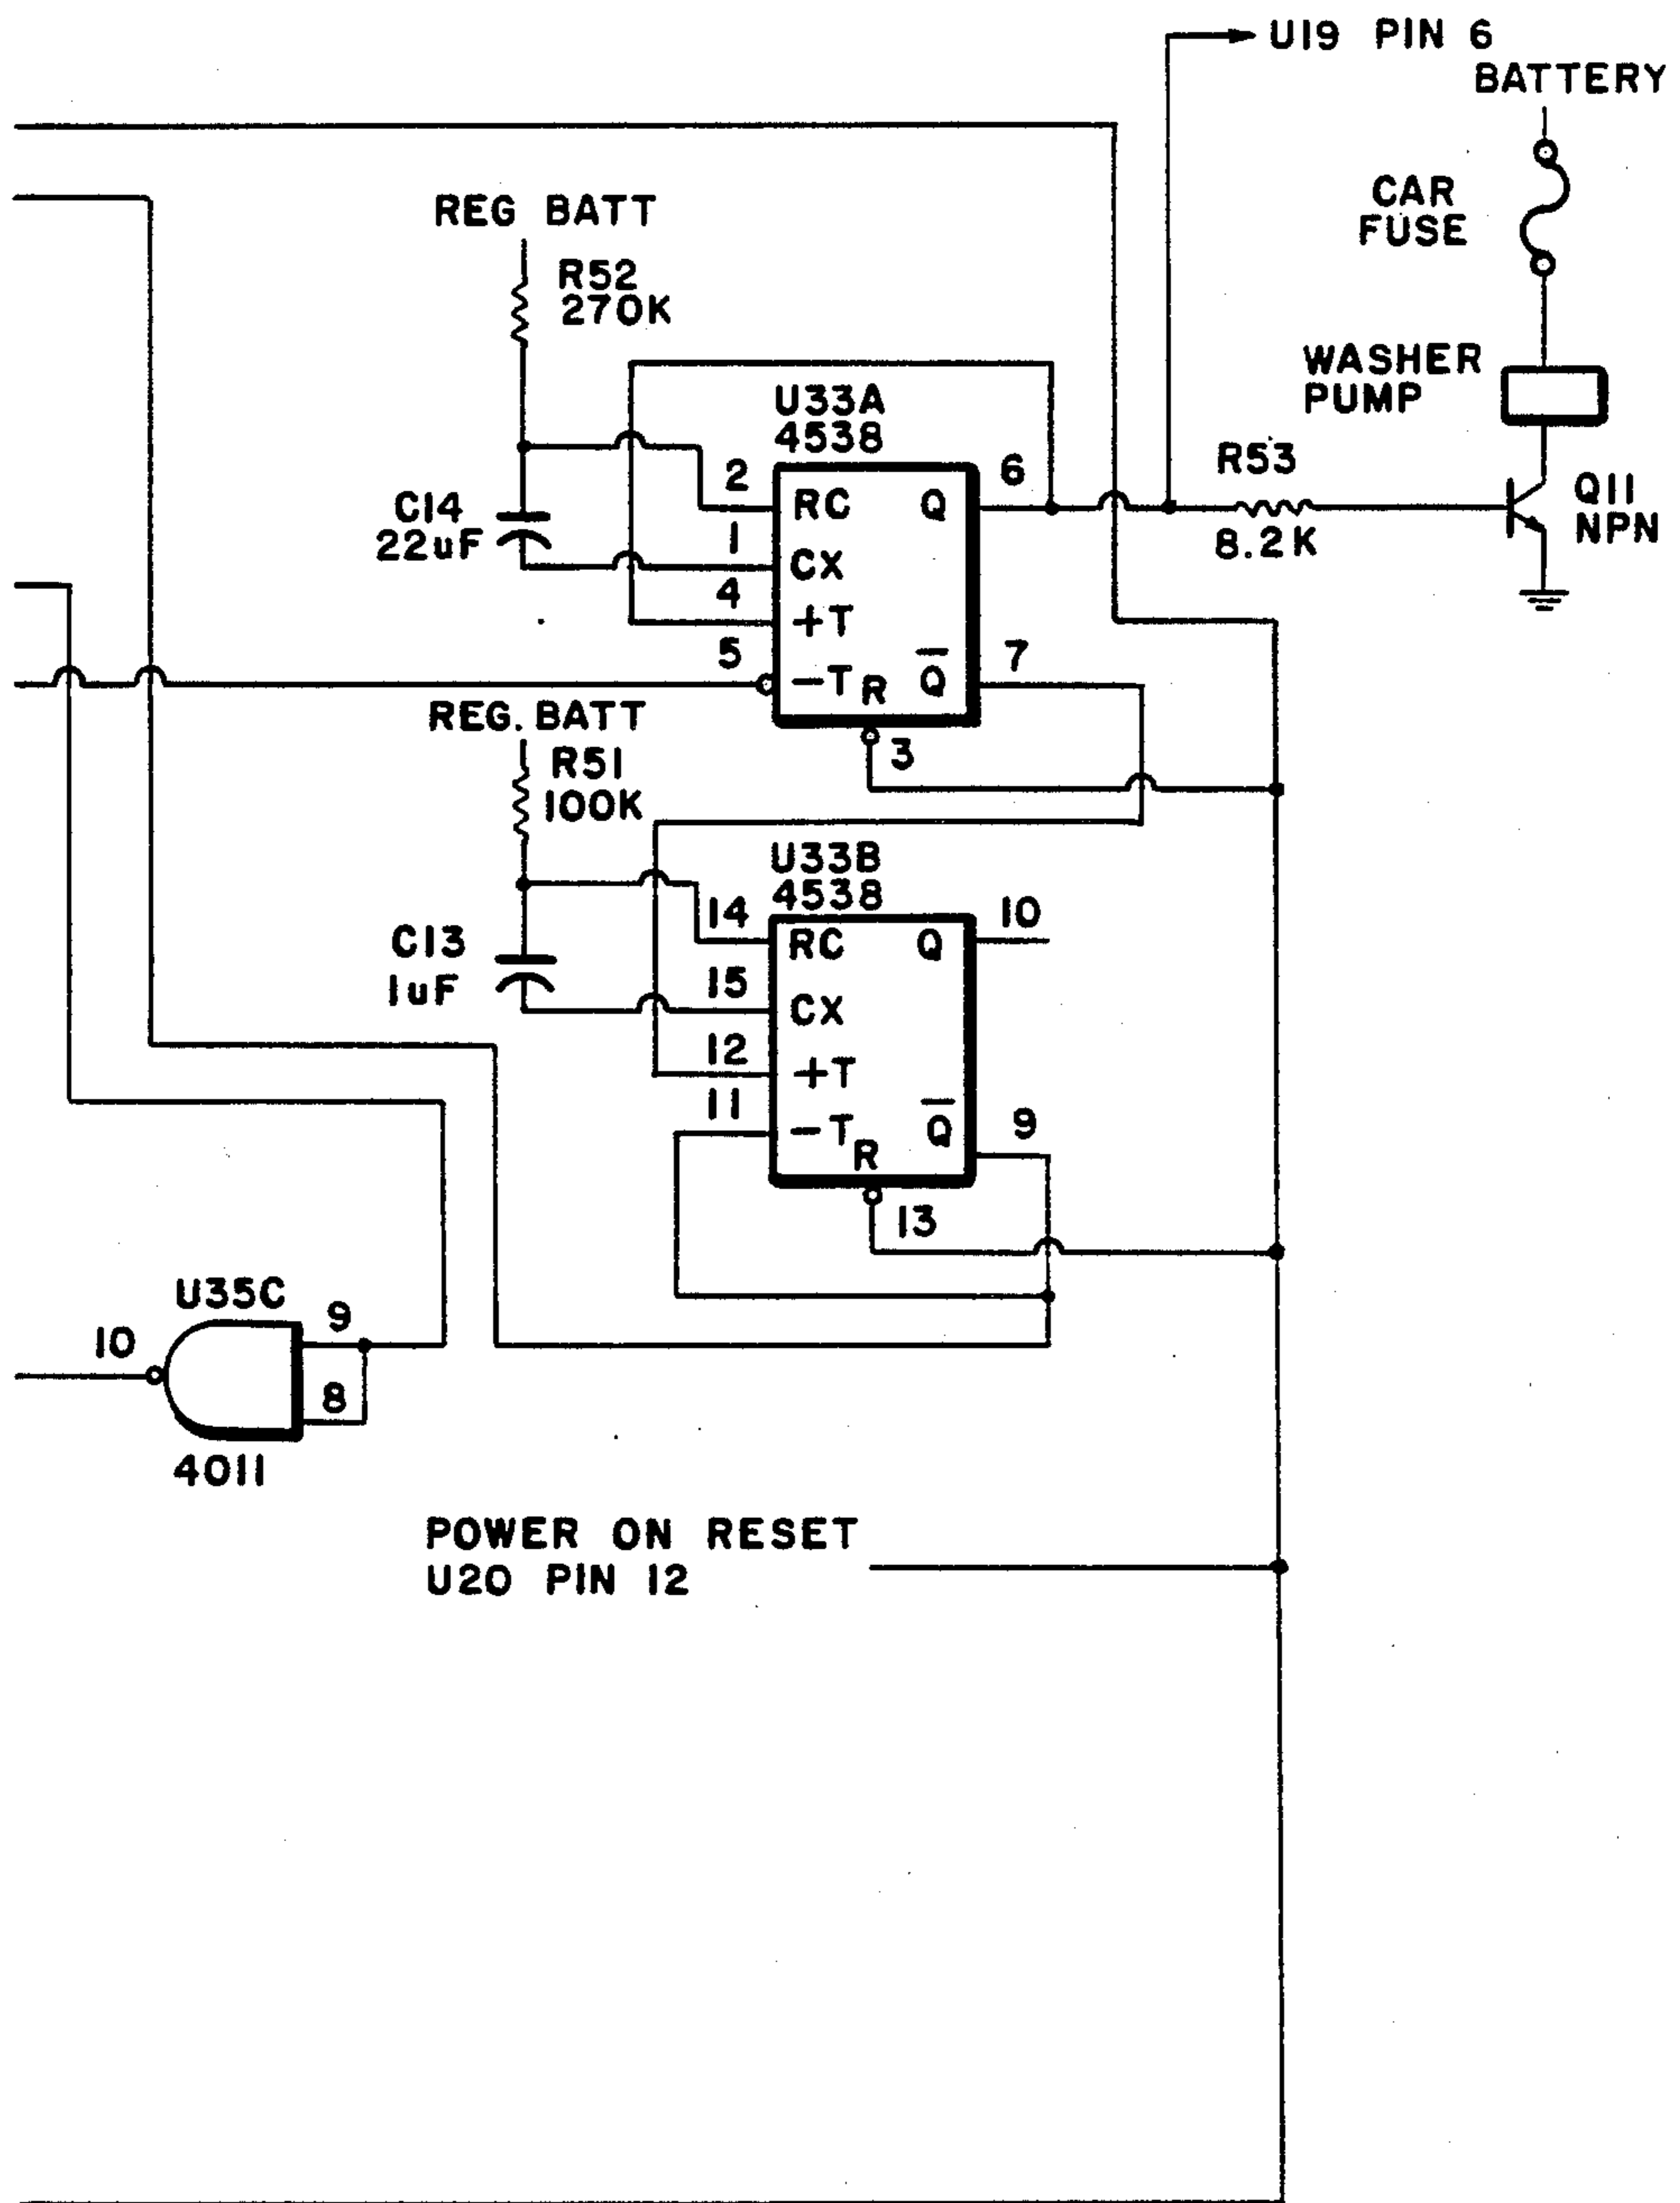 U19 PIN 6
BATTERY
CAR
FUSE
REG BATT
R52
270K
WASHER
PUMP
U33A
4538
2
RC
Q
6
R53
8.2K
Q11
NPN
C14
22uF
1
CX
4
+T
5
-T
R
Q̅
7
3
REG. BATT
R51
100K
U33B
4538
14
RC
Q
10
C13
1uF
15
CX
12
+T
11
-T
R
Q̅
9
13
U35C
9
10
8
4011
POWER ON RESET
U20 PIN 12